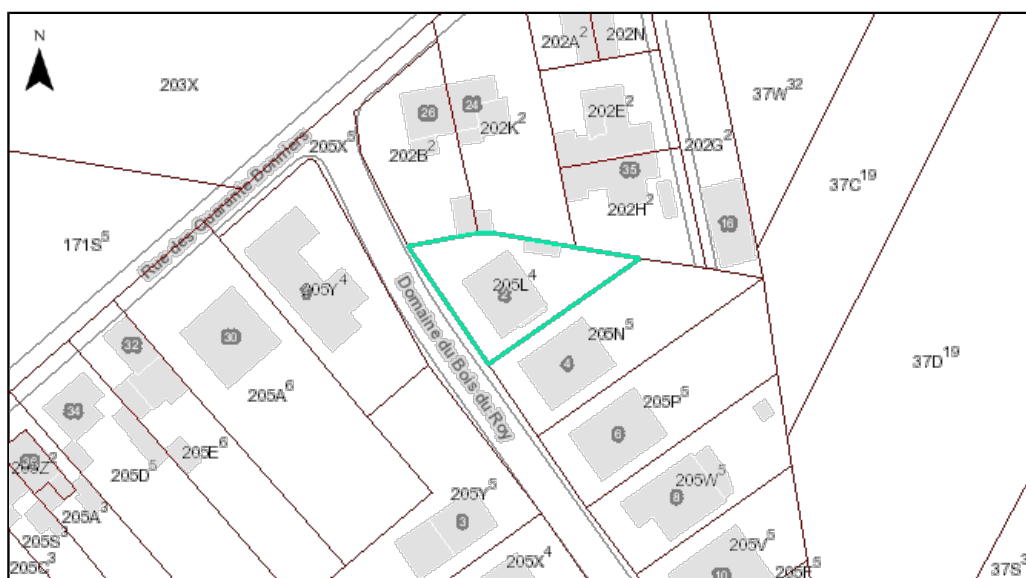 N
202A²
202N
203X
37W³²
26
24
202E²
202K²
205X⁵
202B²
202G²
35
37C¹⁹
202H²
171S⁵
Rue des Quarante Bonniers
16
205Y⁴
205L⁴
Domaine du Bois du Roy
205N⁵
30
32
4
37D¹⁹
205A⁶
205P⁵
34
6
205E⁶
36
205Z²
205D⁵
205W⁵
205Y⁵
8
205A³
3
205S³
205V⁵
205C³
205X⁴
10
205R⁵
37S³